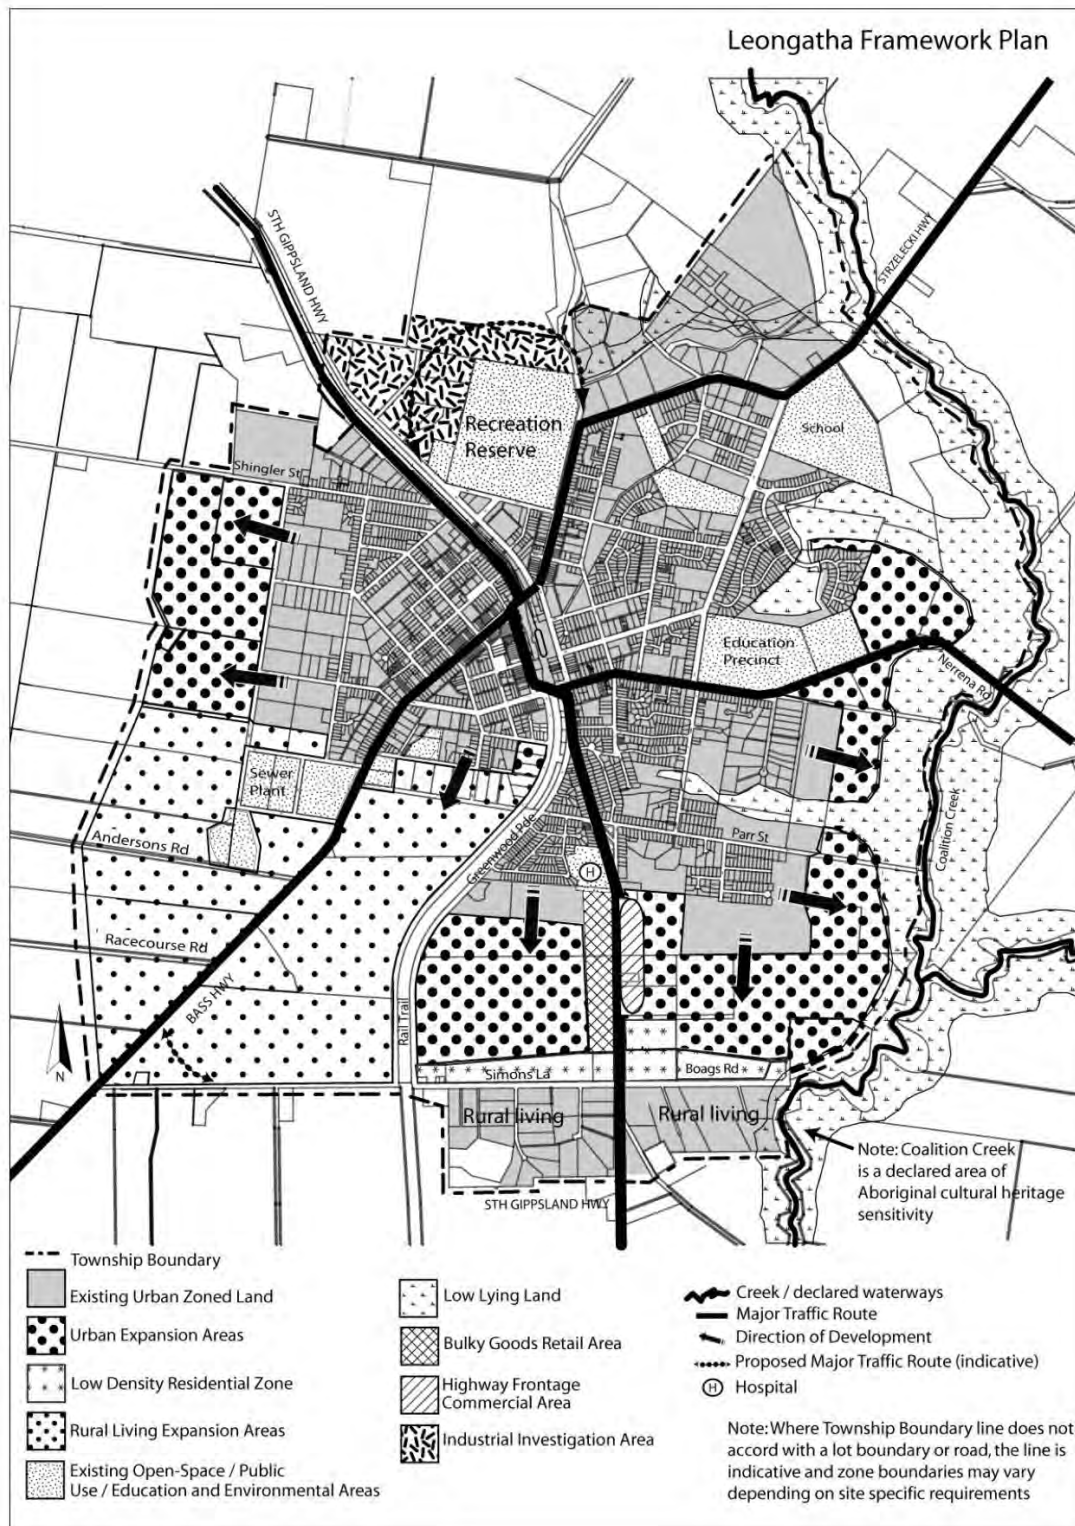 Leongatha Framework Plan
STH GIPPSLAND HWY
STRZELECKI HWY
Recreation
Reserve
School
Shingler St
Education
Precinct
Nerrena Rd
Sewer
Plant
Andersons Rd
Greenwood Pde
Parr St
Coalition Creek
H
Racecourse Rd
BASS HWY
Rail trail
N
Simons La
Boags Rd
Rural living
Rural living
Note: Coalition Creek
is a declared area of
Aboriginal cultural heritage
sensitivity
STH GIPPSLAND HWY
Township Boundary
Existing Urban Zoned Land
Urban Expansion Areas
Low Density Residential Zone
Rural Living Expansion Areas
Existing Open-Space / Public
Use / Education and Environmental Areas
Low Lying Land
Bulky Goods Retail Area
Highway Frontage
Commercial Area
Industrial Investigation Area
Creek / declared waterways
Major Traffic Route
Direction of Development
Proposed Major Traffic Route (indicative)
H Hospital
Note: Where Township Boundary line does not
accord with a lot boundary or road, the line is
indicative and zone boundaries may vary
depending on site specific requirements